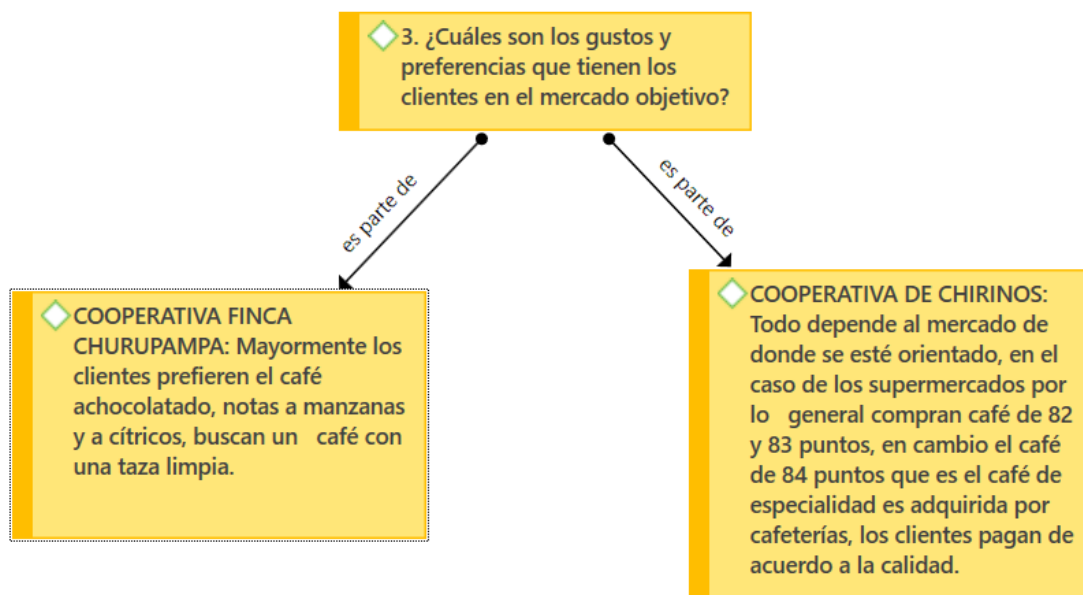 3. ¿Cuáles son los gustos y
preferencias que tienen los
clientes en el mercado objetivo?
es parte de
es parte de
COOPERATIVA FINCA
CHURUPAMPA: Mayormente los
clientes prefieren el café
achocolatado, notas a manzanas
y a cítricos, buscan un café con
una taza limpia.
COOPERATIVA DE CHIRINOS:
Todo depende al mercado de
donde se esté orientado, en el
caso de los supermercados por
lo general compran café de 82
y 83 puntos, en cambio el café
de 84 puntos que es el café de
especialidad es adquirida por
cafeterías, los clientes pagan de
acuerdo a la calidad.